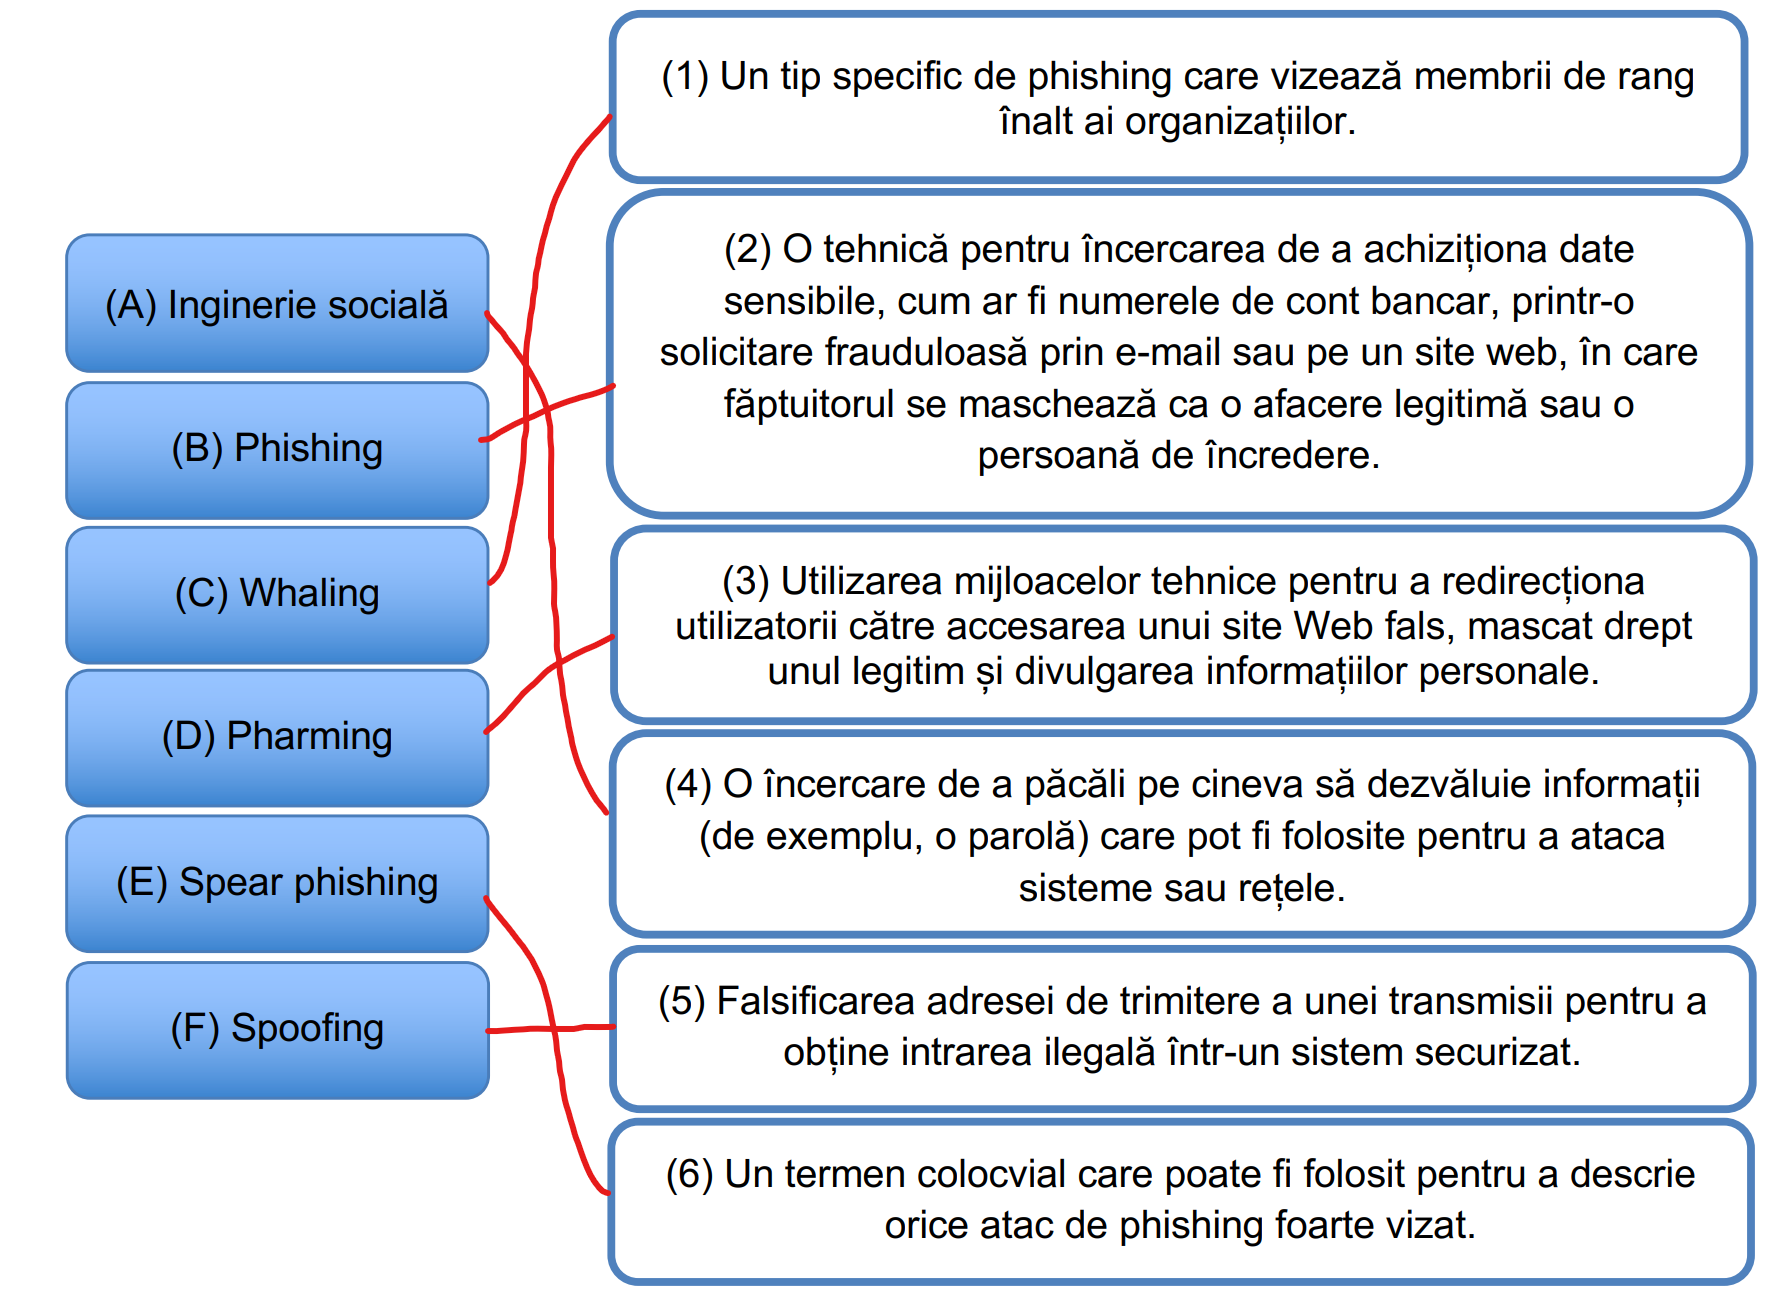 (A) Inginerie socială
(B) Phishing
(C) Whaling
(D) Pharming
(E) Spear phishing
(F) Spoofing
(1) Un tip specific de phishing care vizează membrii de rang
înalt ai organizațiilor.
(2) O tehnică pentru încercarea de a achiziționa date
sensibile, cum ar fi numerele de cont bancar, printr-o
solicitare frauduloasă prin e-mail sau pe un site web, în care
făptuitorul se maschează ca o afacere legitimă sau o
persoană de încredere.
(3) Utilizarea mijloacelor tehnice pentru a redirecționa
utilizatorii către accesarea unui site Web fals, mascat drept
unul legitim și divulgarea informațiilor personale.
(4) O încercare de a păcăli pe cineva să dezvăluie informații
(de exemplu, o parolă) care pot fi folosite pentru a ataca
sisteme sau rețele.
(5) Falsificarea adresei de trimitere a unei transmisii pentru a
obține intrarea ilegală într-un sistem securizat.
(6) Un termen colocvial care poate fi folosit pentru a descrie
orice atac de phishing foarte vizat.